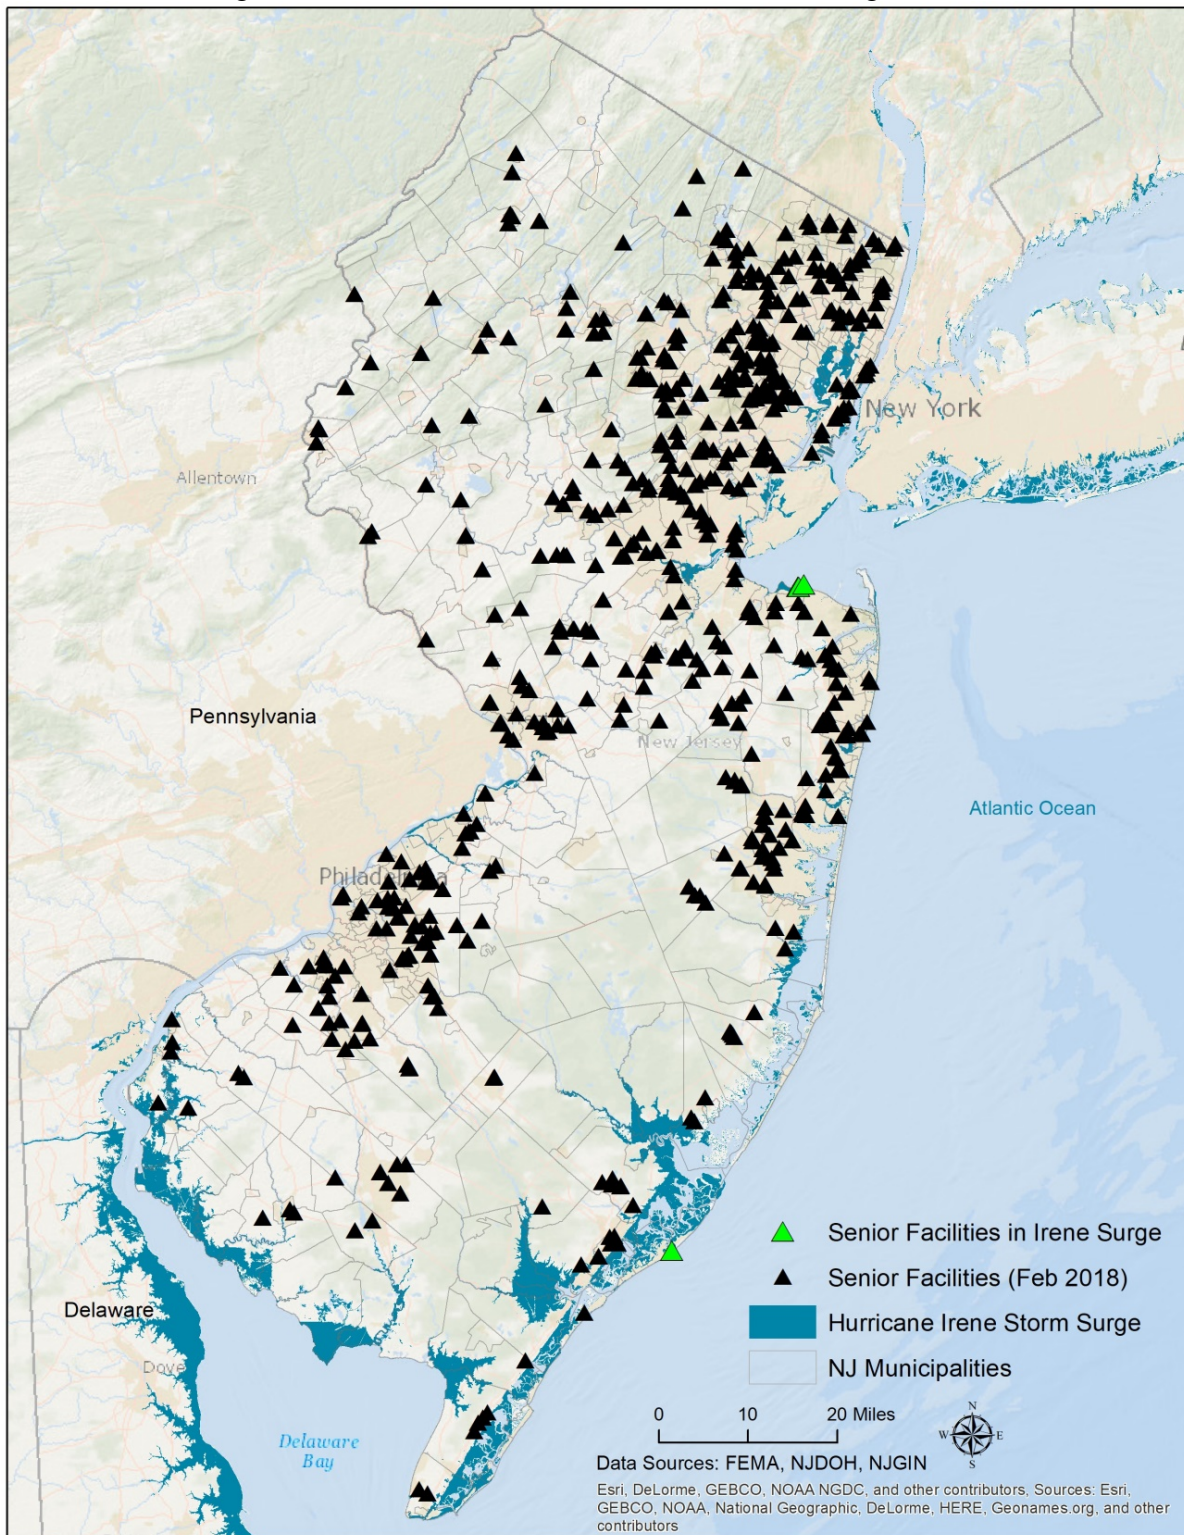 New York
Allentown
Pennsylvania
New Jersey
Atlantic Ocean
Philadelphia
Senior Facilities in Irene Surge
Senior Facilities (Feb 2018)
Delaware
Hurricane Irene Storm Surge
Dove
NJ Municipalities
0 10 20 Miles
N
W E
S
Delaware
Bay
Data Sources: FEMA, NJDOH, NJGIN
Esri, DeLorme, GEBCO, NOAA NGDC, and other contributors, Sources: Esri,
GEBCO, NOAA, National Geographic, DeLorme, HERE, Geonames.org, and other
contributors